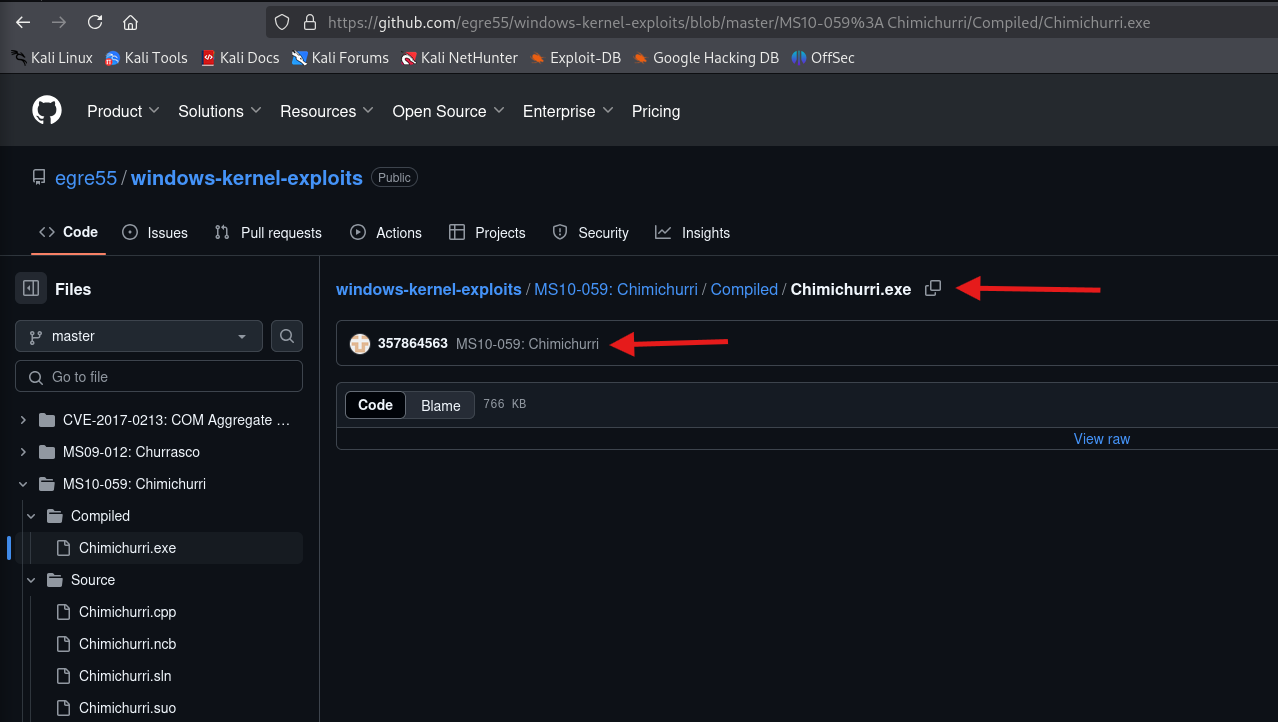 https://github.com/egre55/windows-kernel-exploits/blob/master/MS10-059%3A Chimichurri/Compiled/Chimichurri.exe
Kali Linux Kali Tools Kali Docs Kali Forums Kali NetHunter Exploit-DB Google Hacking DB OffSec
Product Solutions Resources Open Source Enterprise Pricing
egre55 / windows-kernel-exploits Public
Code Issues Pull requests Actions Projects Security Insights
Files
windows-kernel-exploits / MS10-059: Chimichurri / Compiled / Chimichurri.exe
master
357864563 MS10-059: Chimichurri
Go to file
Code Blame 766 KB
CVE-2017-0213: COM Aggregate ...
View raw
MS09-012: Churrasco
MS10-059: Chimichurri
Compiled
Chimichurri.exe
Source
Chimichurri.cpp
Chimichurri.ncb
Chimichurri.sln
Chimichurri.suo